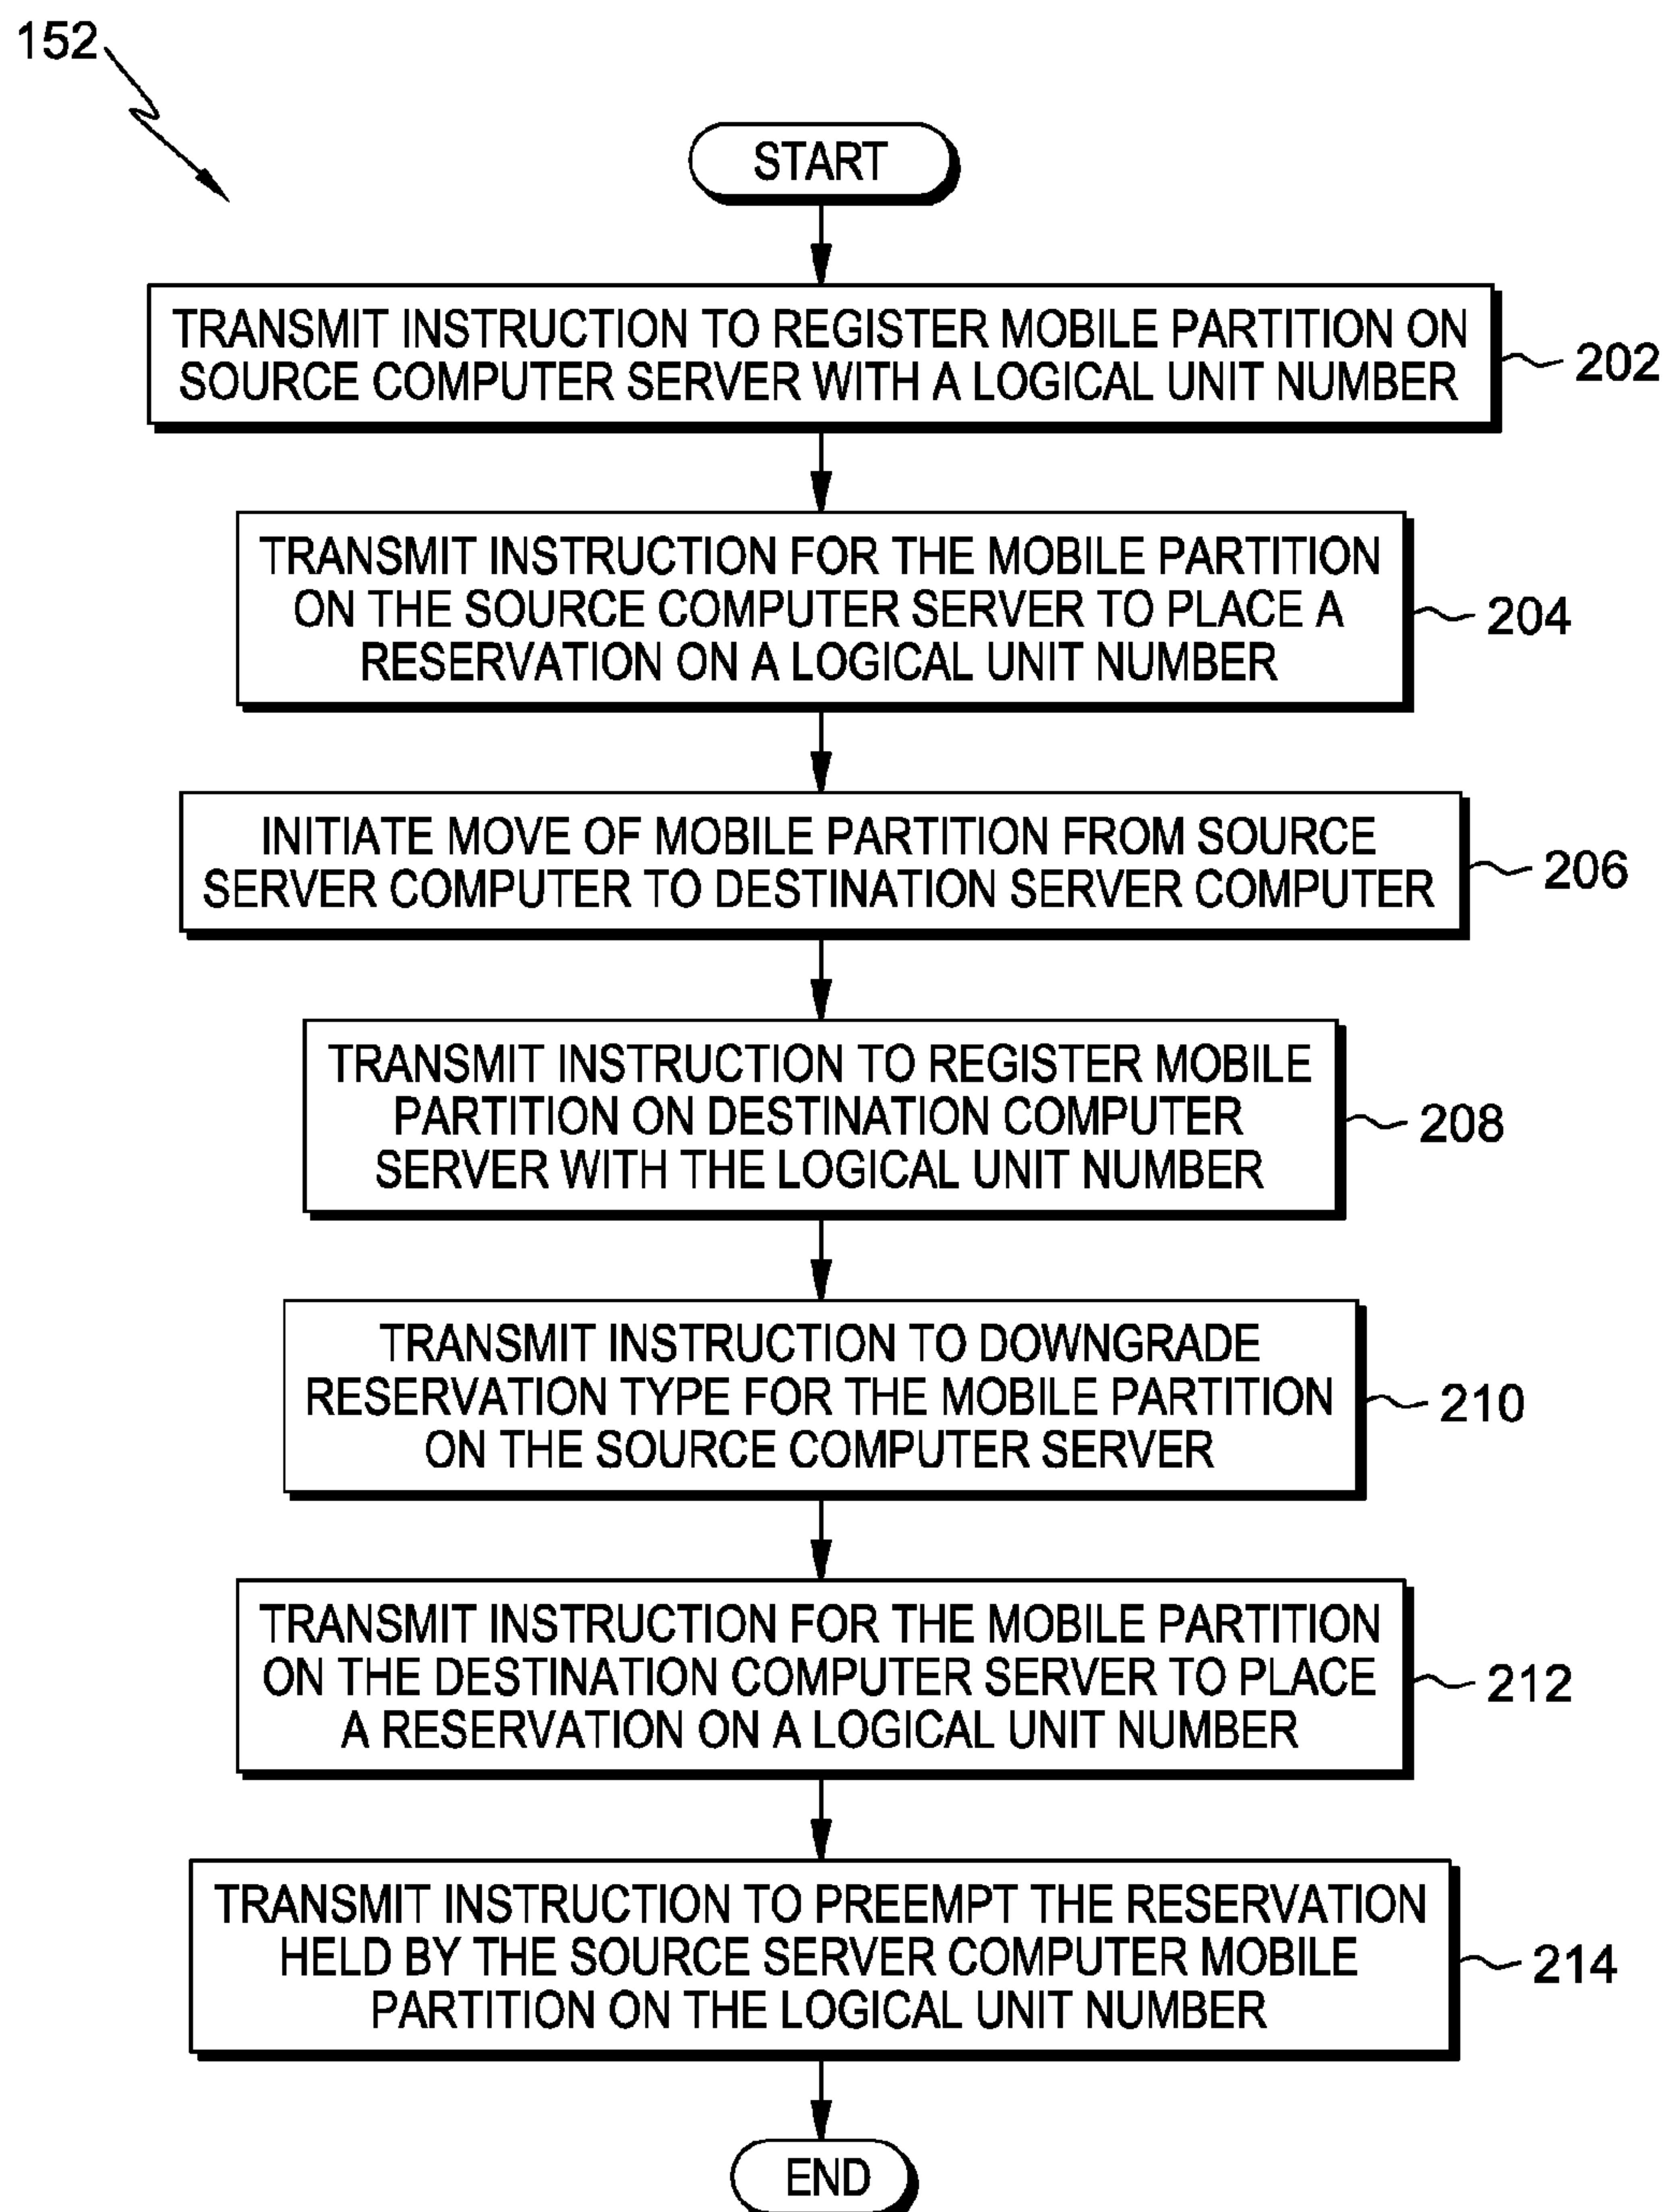 152
START
TRANSMIT INSTRUCTION TO REGISTER MOBILE PARTITION ON
SOURCE COMPUTER SERVER WITH A LOGICAL UNIT NUMBER
202
TRANSMIT INSTRUCTION FOR THE MOBILE PARTITION
ON THE SOURCE COMPUTER SERVER TO PLACE A
RESERVATION ON A LOGICAL UNIT NUMBER
204
INITIATE MOVE OF MOBILE PARTITION FROM SOURCE
SERVER COMPUTER TO DESTINATION SERVER COMPUTER
206
TRANSMIT INSTRUCTION TO REGISTER MOBILE
PARTITION ON DESTINATION COMPUTER
SERVER WITH THE LOGICAL UNIT NUMBER
208
TRANSMIT INSTRUCTION TO DOWNGRADE
RESERVATION TYPE FOR THE MOBILE PARTITION
ON THE SOURCE COMPUTER SERVER
210
TRANSMIT INSTRUCTION FOR THE MOBILE PARTITION
ON THE DESTINATION COMPUTER SERVER TO PLACE
A RESERVATION ON A LOGICAL UNIT NUMBER
212
TRANSMIT INSTRUCTION TO PREEMPT THE RESERVATION
HELD BY THE SOURCE SERVER COMPUTER MOBILE
PARTITION ON THE LOGICAL UNIT NUMBER
214
END